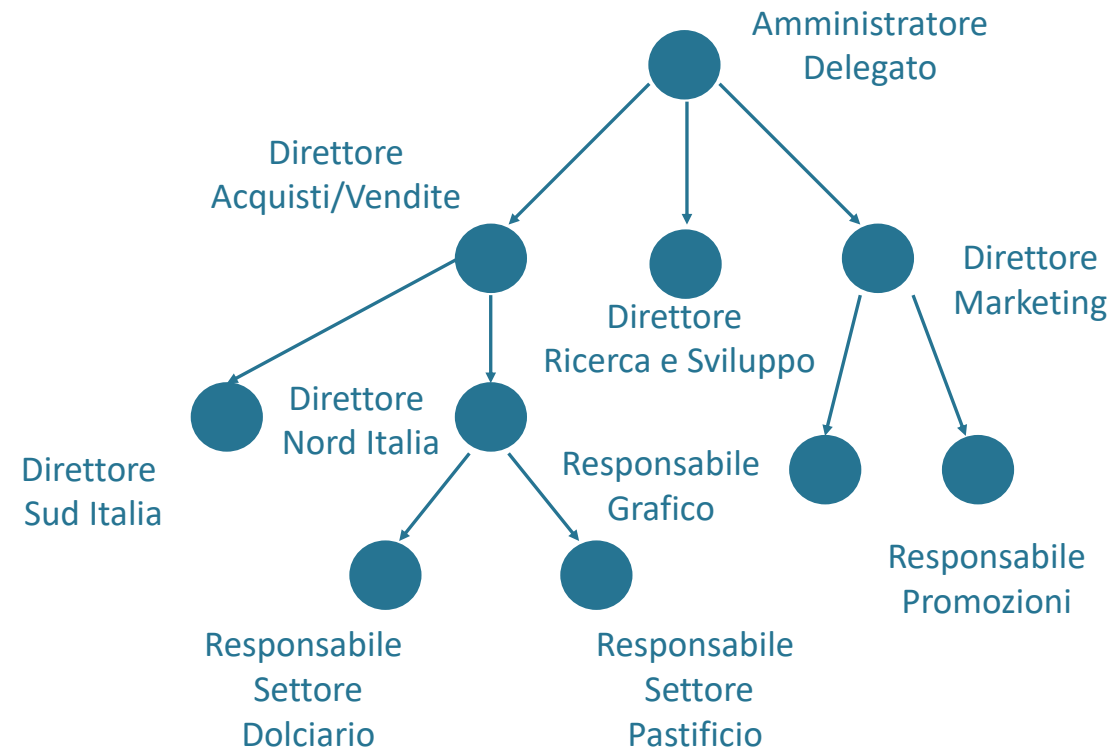 Amministratore
Delegato
Direttore
Acquisti/Vendite
Direttore
Marketing
Direttore
Ricerca e Sviluppo
Direttore
Nord Italia
Direttore
Sud Italia
Responsabile
Grafico
Responsabile
Promozioni
Responsabile
Settore
Dolciario
Responsabile
Settore
Pastificio